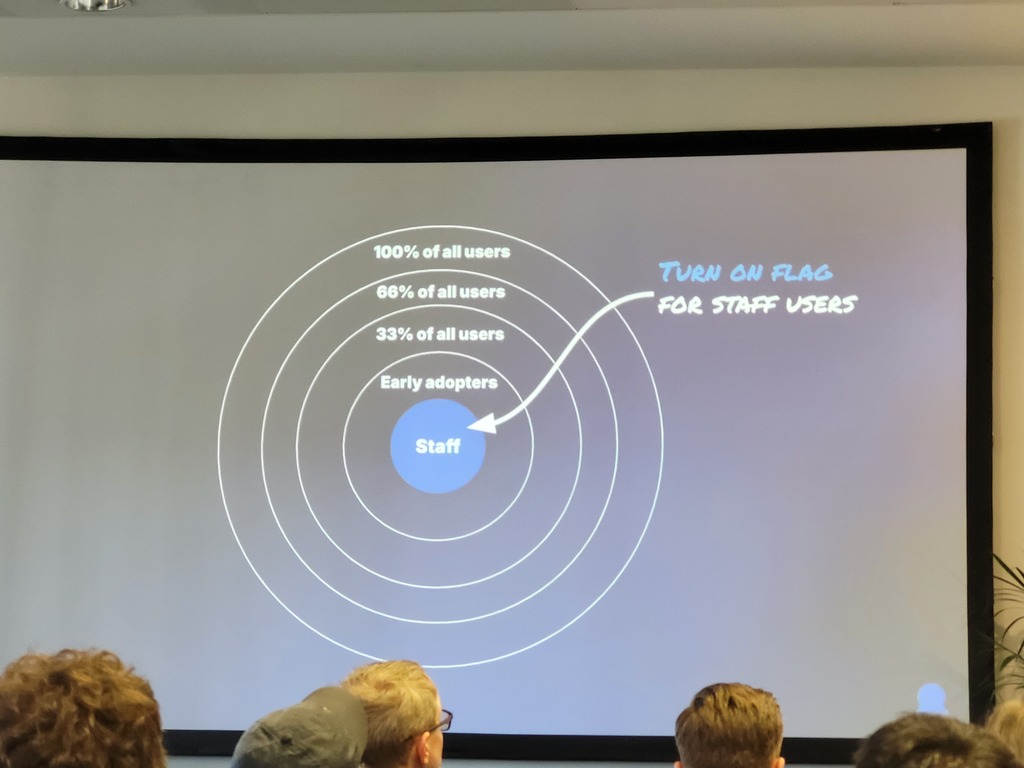 100% of all users
66% of all users
33% of all users
Early adopters
Staff
TURN ON FLAG
FOR STAFF USERS